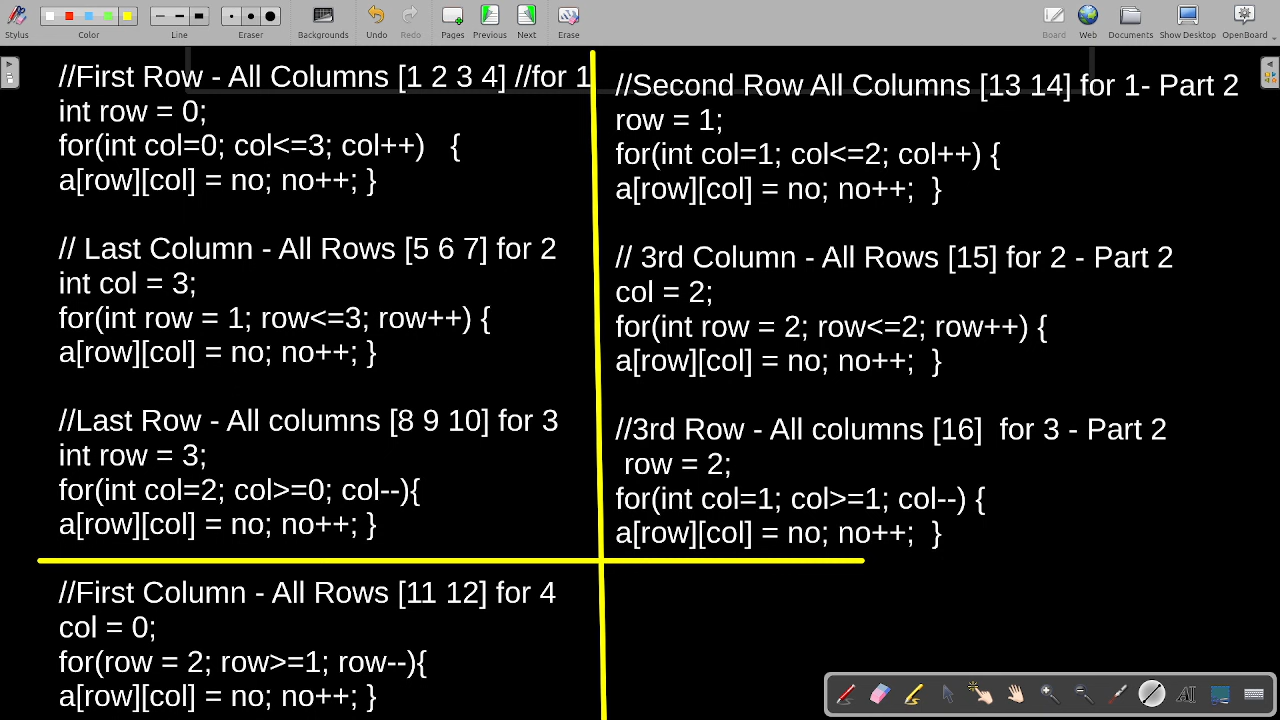 Stylus
Color
Line
Eraser
Backgrounds
Undo
Redo
Pages
Previous
Next
Erase
Board
Web
Documents
Show Desktop
OpenBoard
//First Row - All Columns [1 2 3 4] //for 1
int row = 0;
for(int col=0; col<=3; col++)   {
a[row][col] = no; no++; }
// Last Column - All Rows [5 6 7] for 2
int col = 3;
for(int row = 1; row<=3; row++) {
a[row][col] = no; no++; }
//Last Row - All columns [8 9 10] for 3
int row = 3;
for(int col=2; col>=0; col--){
a[row][col] = no; no++; }
//First Column - All Rows [11 12] for 4
col = 0;
for(row = 2; row>=1; row--){
a[row][col] = no; no++; }
//Second Row All Columns [13 14] for 1- Part 2
row = 1;
for(int col=1; col<=2; col++) {
a[row][col] = no; no++;  }
// 3rd Column - All Rows [15] for 2 - Part 2
col = 2;
for(int row = 2; row<=2; row++) {
a[row][col] = no; no++;  }
//3rd Row - All columns [16]  for 3 - Part 2
row = 2;
for(int col=1; col>=1; col--) {
a[row][col] = no; no++;  }